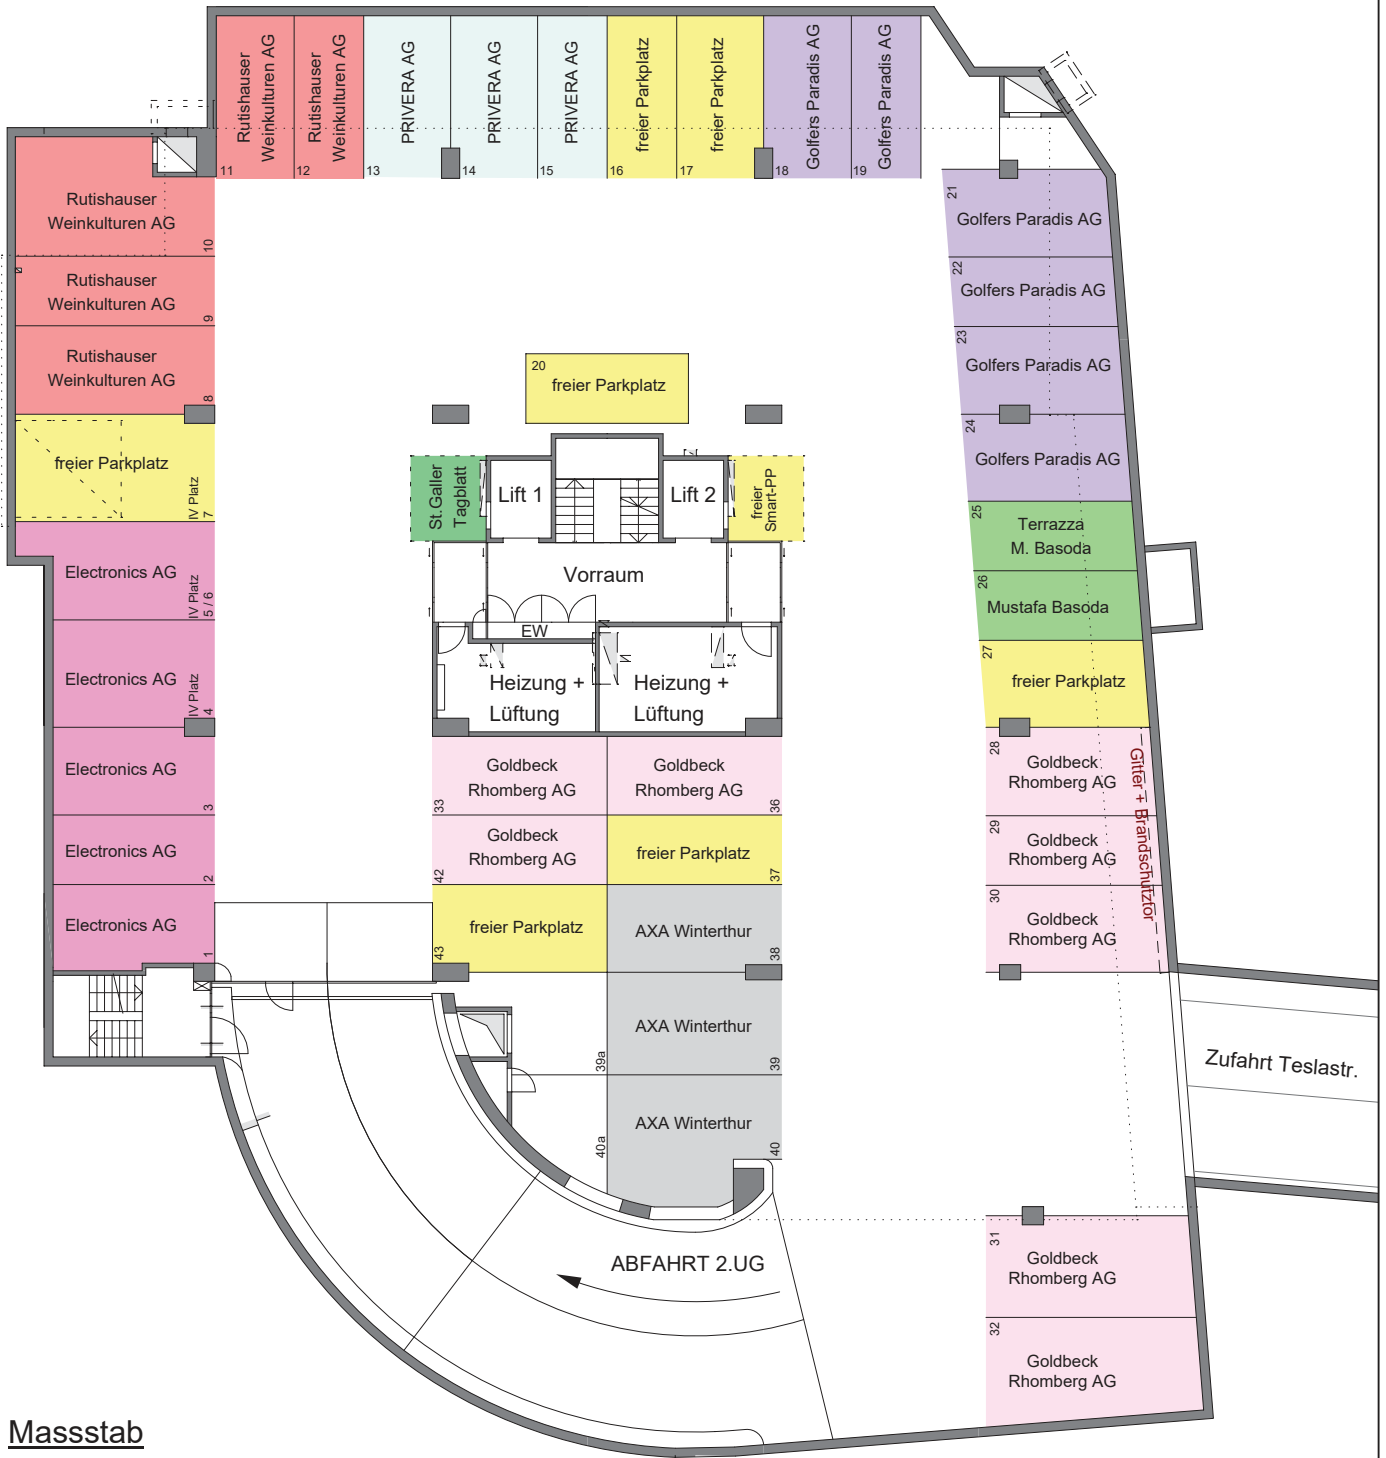 Rutishauser
Weinkulturen AG
11
Rutishauser
Weinkulturen AG
12
PRIVERA AG
13
PRIVERA AG
14
PRIVERA AG
15
freier Parkplatz
16
freier Parkplatz
17
Golfers Paradis AG
18
Golfers Paradis AG
19
Rutishauser
Weinkulturen AG
10
Rutishauser
Weinkulturen AG
9
Rutishauser
Weinkulturen AG
8
freier Parkplatz
IV Platz
7
Electronics AG
IV Platz
5 / 6
Electronics AG
IV Platz
4
Electronics AG
3
Electronics AG
2
Electronics AG
1
20
freier Parkplatz
St.Galler
Tagblatt
Lift 1
Lift 2
freier
Smart-PP
Vorraum
EW
Heizung +
Lüftung
Heizung +
Lüftung
Goldbeck
Rhomberg AG
33
Goldbeck
Rhomberg AG
36
Goldbeck
Rhomberg AG
42
freier Parkplatz
37
freier Parkplatz
43
AXA Winterthur
38
AXA Winterthur
39a
39
AXA Winterthur
40a
40
21
Golfers Paradis AG
22
Golfers Paradis AG
23
Golfers Paradis AG
24
Golfers Paradis AG
25
Terrazza
M. Basoda
26
Mustafa Basoda
27
freier Parkplatz
28
Goldbeck
Rhomberg AG
29
Goldbeck
Rhomberg AG
30
Goldbeck
Rhomberg AG
Gitter + Brandschutztor
Zufahrt Teslastr.
31
Goldbeck
Rhomberg AG
32
Goldbeck
Rhomberg AG
ABFAHRT 2.UG
Massstab